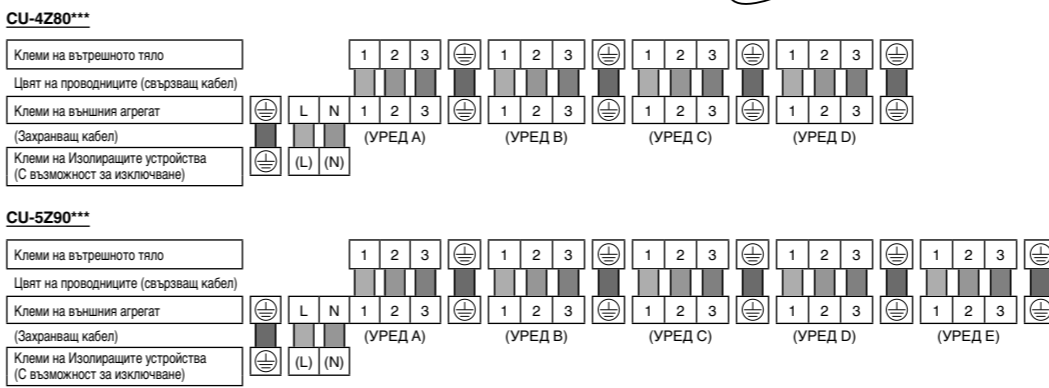 CU-4Z80***
Клеми на вътрешното тяло 1 2 3 1 2 3 1 2 3 1 2 3
Цвят на проводниците (свързващ кабел)
Клеми на външния агрегат L N 1 2 3 1 2 3 1 2 3 1 2 3
(Захранващ кабел) (УРЕД A) (УРЕД B) (УРЕД C) (УРЕД D)
Клеми на Изолиращите устройства (L) (N)
(С възможност за изключване)
CU-5Z90***
Клеми на вътрешното тяло 1 2 3 1 2 3 1 2 3 1 2 3 1 2 3
Цвят на проводниците (свързващ кабел)
Клеми на външния агрегат L N 1 2 3 1 2 3 1 2 3 1 2 3 1 2 3
(Захранващ кабел) (УРЕД A) (УРЕД B) (УРЕД C) (УРЕД D) (УРЕД E)
Клеми на Изолиращите устройства (L) (N)
(С възможност за изключване)